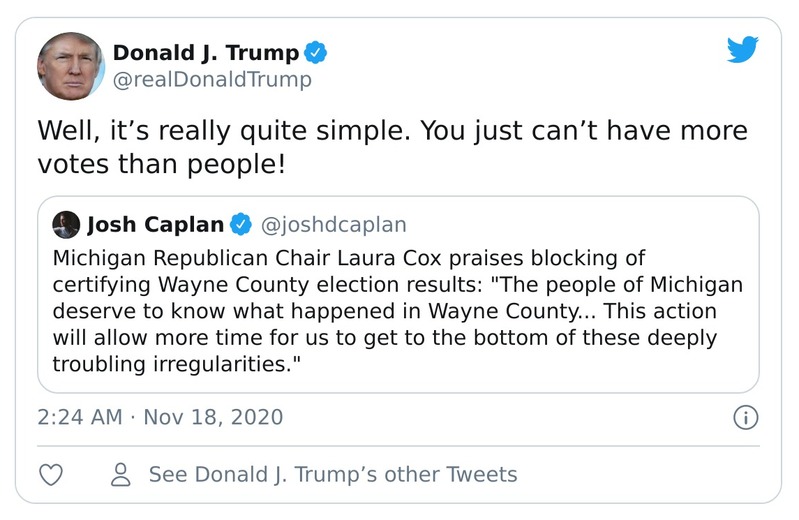 Donald J. Trump
@realDonaldTrump
Well, it’s really quite simple. You just can’t have more
votes than people!
Josh Caplan @joshdcaplan
Michigan Republican Chair Laura Cox praises blocking of
certifying Wayne County election results: "The people of Michigan
deserve to know what happened in Wayne County... This action
will allow more time for us to get to the bottom of these deeply
troubling irregularities."
2:24 AM · Nov 18, 2020
See Donald J. Trump’s other Tweets